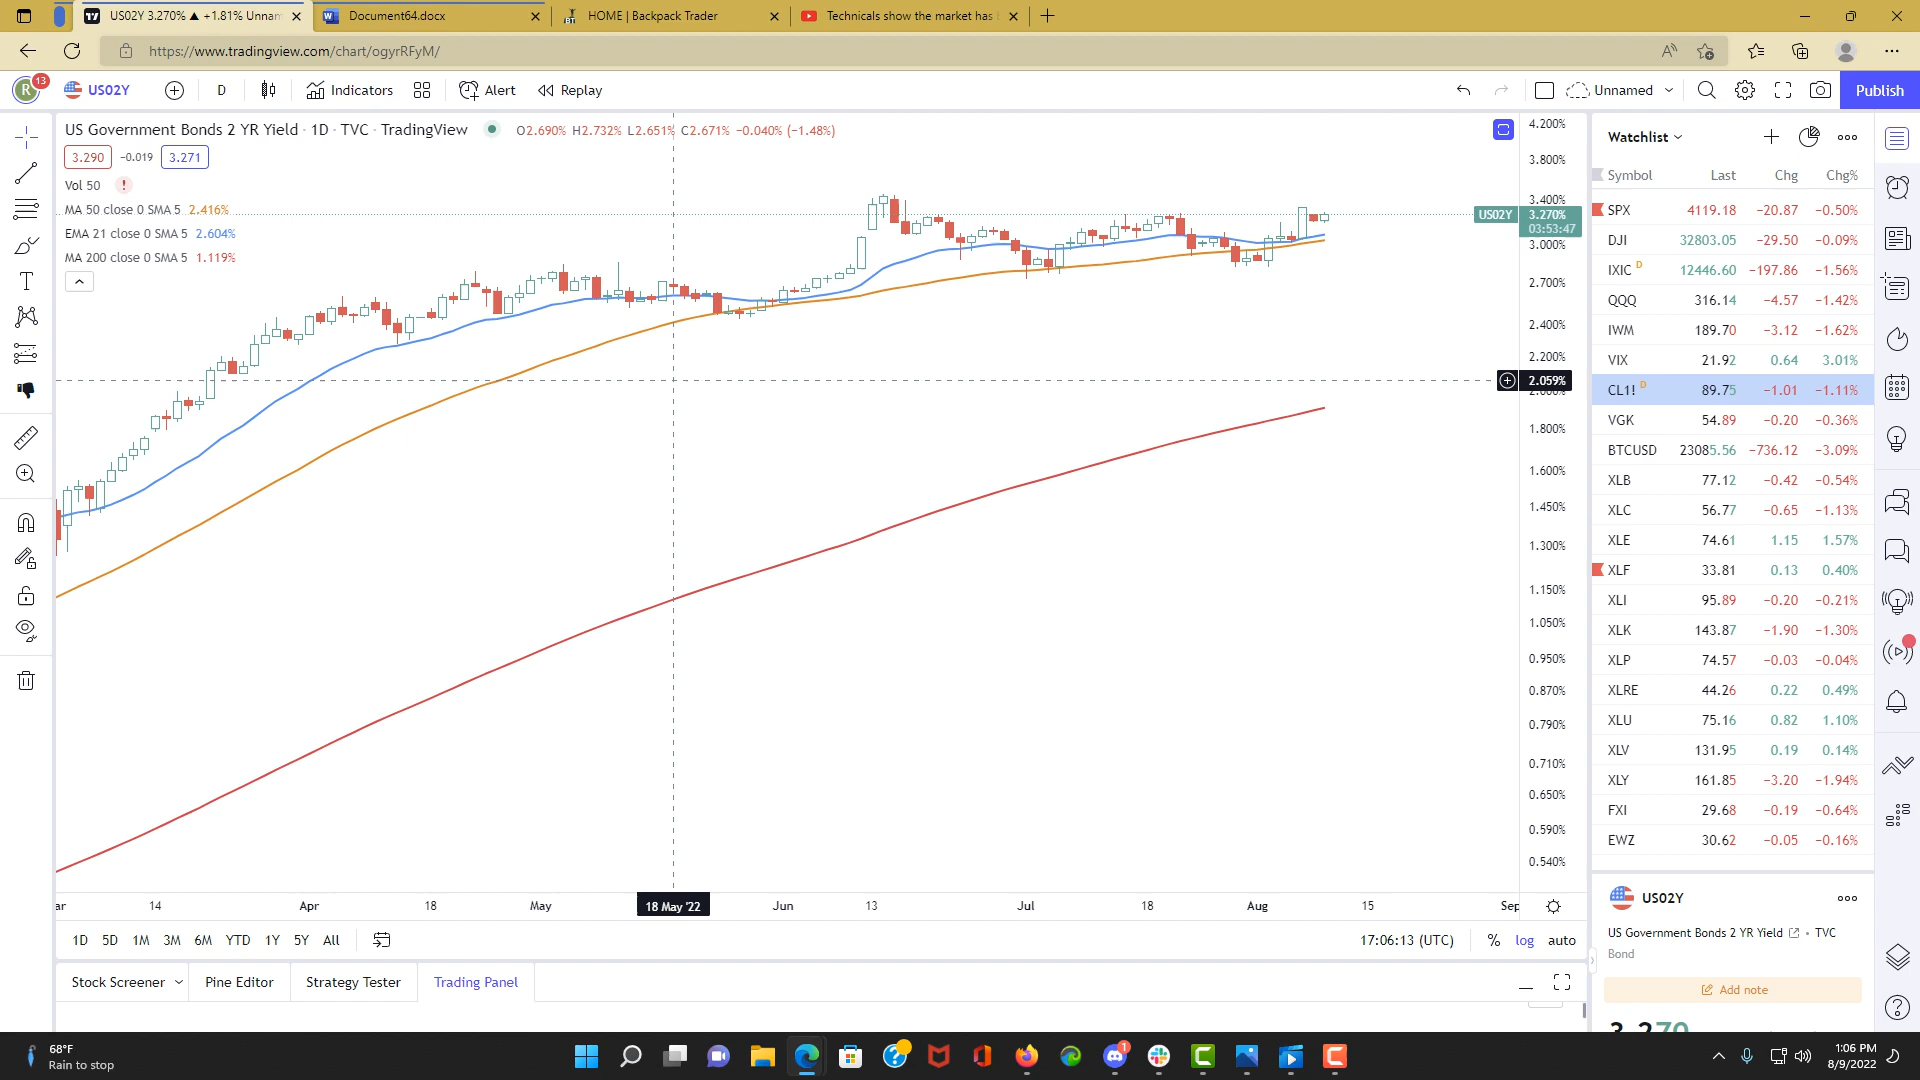 US02Y 3.270% ▲ +1.81% Unnam
Document64.docx
HOME | Backpack Trader
Technicals show the market has
https://www.tradingview.com/chart/ogyrRFyM/
R 13 US02Y D Indicators Alert Replay Unnamed Publish
US Government Bonds 2 YR Yield · 1D · TVC · TradingView O2.690% H2.732% L2.651% C2.671% −0.040% (−1.48%)
3.290 −0.019 3.271
Vol 50 !
MA 50 close 0 SMA 5 2.416%
EMA 21 close 0 SMA 5 2.604%
MA 200 close 0 SMA 5 1.119%
4.200%
3.800%
3.400%
US02Y 3.270%
03:53:47
3.000%
2.700%
2.400%
2.200%
2.059%
2.000%
1.800%
1.600%
1.450%
1.300%
1.150%
1.050%
0.950%
0.870%
0.790%
0.710%
0.650%
0.590%
0.540%
ar 14 Apr 18 May 18 May '22 Jun 13 Jul 18 Aug 15 Sep
1D 5D 1M 3M 6M YTD 1Y 5Y All 17:06:13 (UTC) % log auto
Stock Screener Pine Editor Strategy Tester Trading Panel
Watchlist
Symbol Last Chg Chg%
SPX 4119.18 −20.87 −0.50%
DJI 32803.05 −29.50 −0.09%
IXIC D 12446.60 −197.86 −1.56%
QQQ 316.14 −4.57 −1.42%
IWM 189.70 −3.12 −1.62%
VIX 21.92 0.64 3.01%
CL1! D 89.75 −1.01 −1.11%
VGK 54.89 −0.20 −0.36%
BTCUSD 23085.56 −736.12 −3.09%
XLB 77.12 −0.42 −0.54%
XLC 56.77 −0.65 −1.13%
XLE 74.61 1.15 1.57%
XLF 33.81 0.13 0.40%
XLI 95.89 −0.20 −0.21%
XLK 143.87 −1.90 −1.30%
XLP 74.57 −0.03 −0.04%
XLRE 44.26 0.22 0.49%
XLU 75.16 0.82 1.10%
XLV 131.95 0.19 0.14%
XLY 161.85 −3.20 −1.94%
FXI 29.68 −0.19 −0.64%
EWZ 30.62 −0.05 −0.16%
US02Y
US Government Bonds 2 YR Yield • TVC
Bond
Add note
3.270
68°F
Rain to stop
1
1:06 PM
8/9/2022